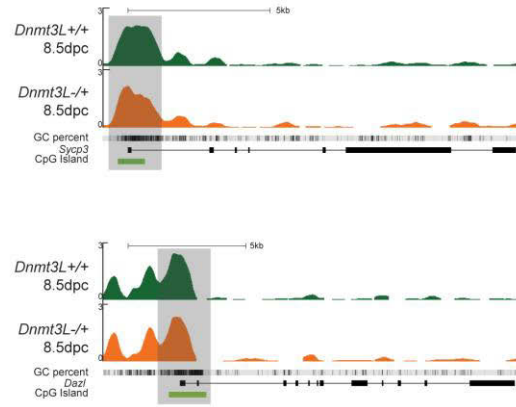 5kb
3
Dnmt3L+/+
8.5dpc
0
3
Dnmt3L-/+
8.5dpc
0
GC percent
Sycp3
CpG Island
5kb
3
Dnmt3L+/+
8.5dpc
0
3
Dnmt3L-/+
8.5dpc
0
GC percent
Dazl
CpG Island